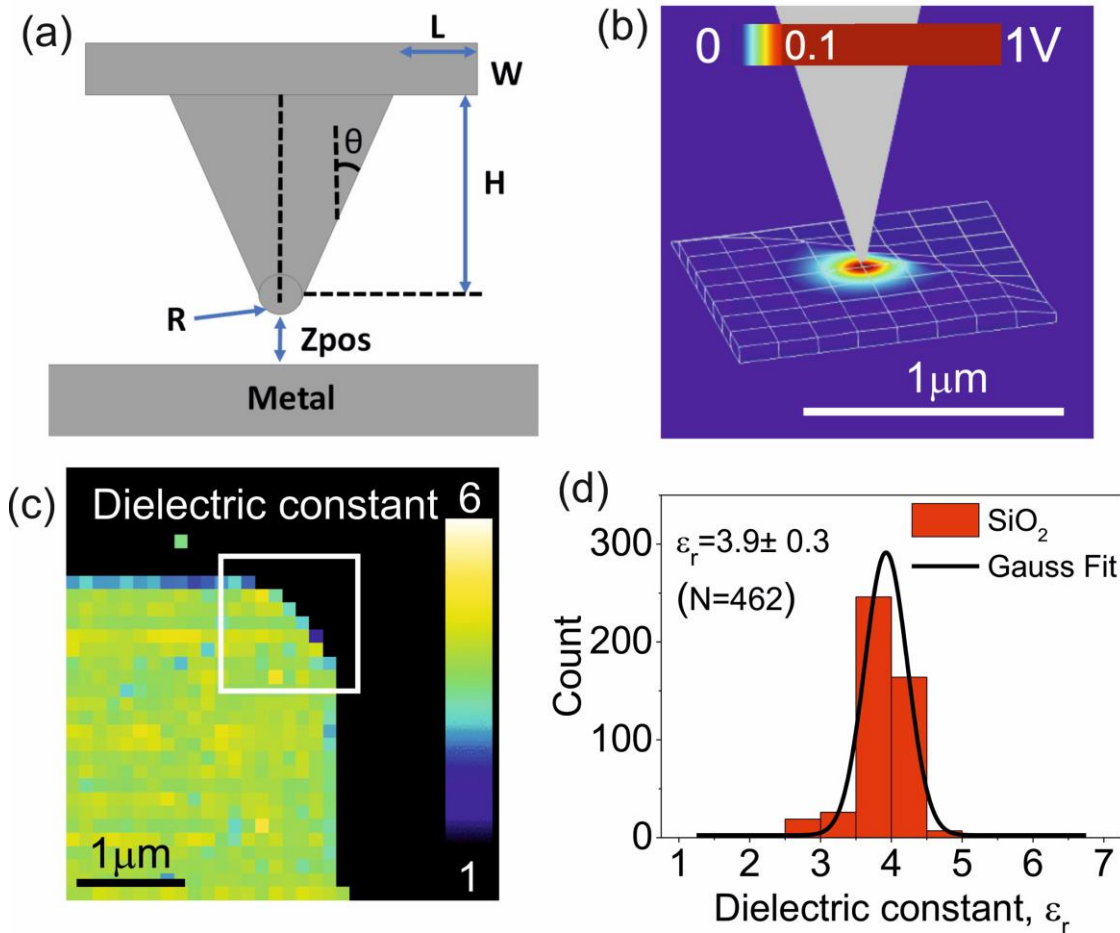 (a)
L
W
θ
H
R
Zpos
Metal
(b)
0
0.1
1V
1μm
(c)
Dielectric constant
6
1
1μm
(d)
SiO₂
Gauss Fit
εᵣ=3.9± 0.3
(N=462)
Count
300
200
100
0
1 2 3 4 5 6 7
Dielectric constant, εᵣ